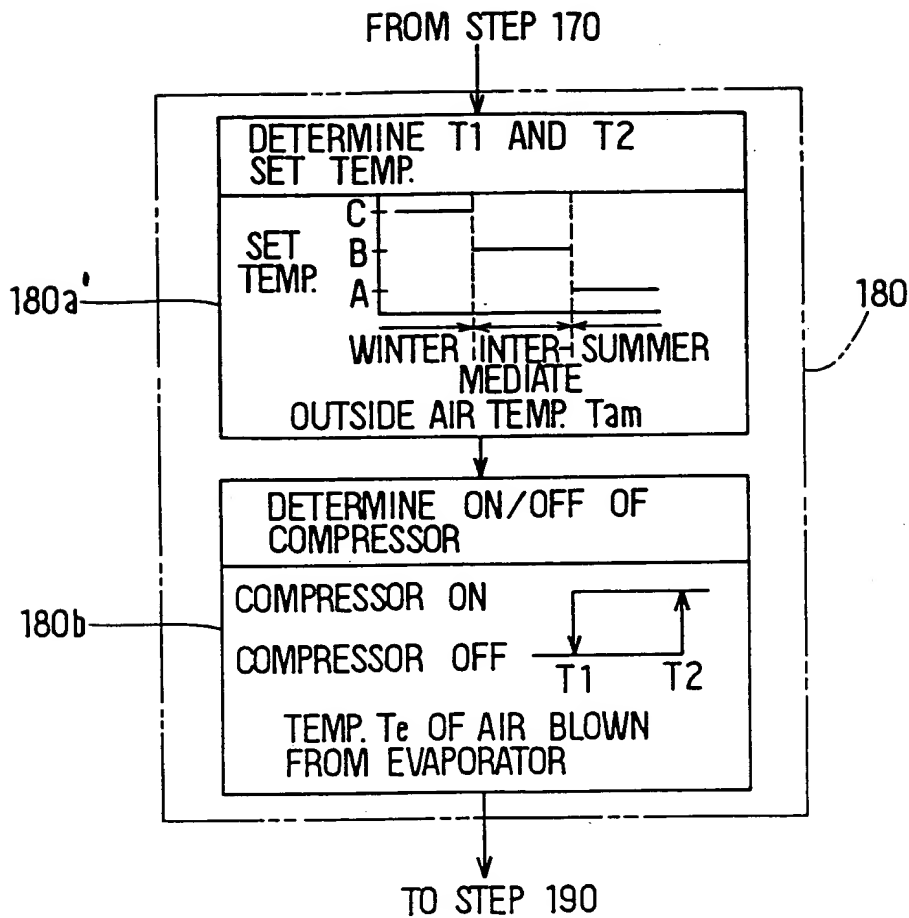 FROM STEP 170
DETERMINE T1 AND T2
SET TEMP.
C
SET
TEMP.
B
A
180a'
180
WINTER INTER- SUMMER
MEDIATE
OUTSIDE AIR TEMP. Tam
DETERMINE ON/OFF OF
COMPRESSOR
COMPRESSOR ON
180b
COMPRESSOR OFF
T1 T2
TEMP. Te OF AIR BLOWN
FROM EVAPORATOR
TO STEP 190